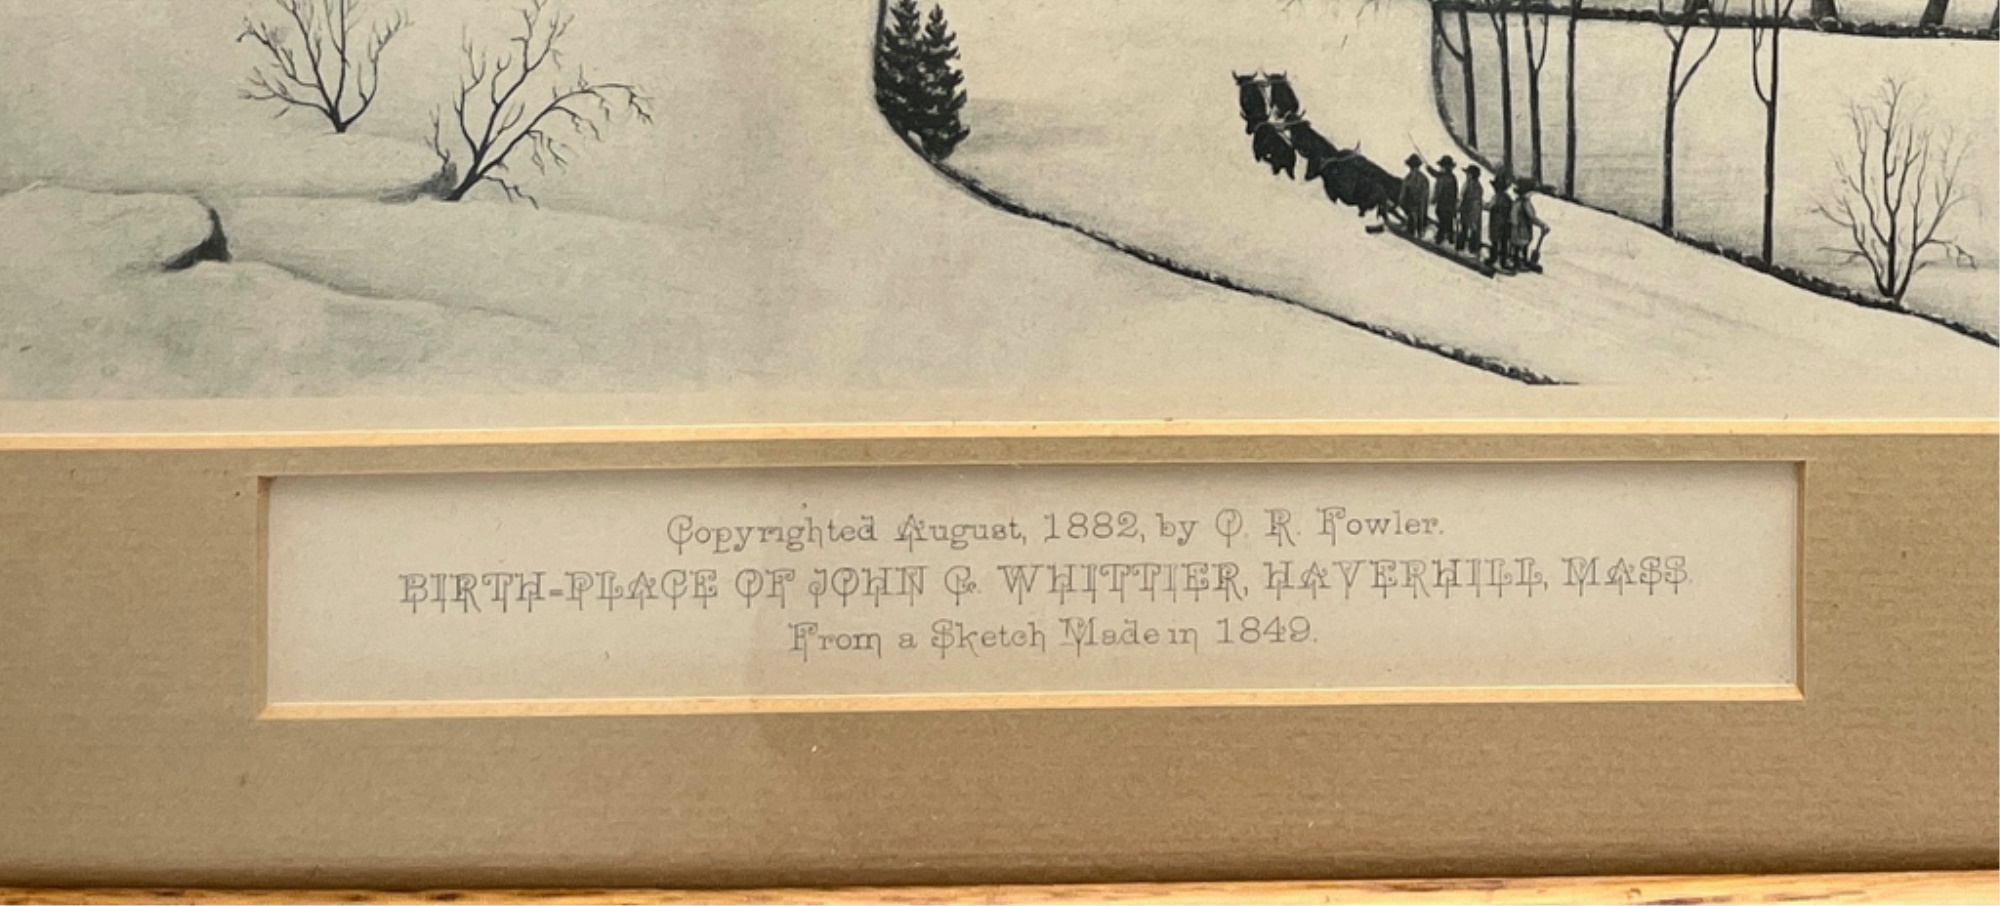 Copyrighted August, 1882, by O. R. Fowler.
BIRTH-PLACE OF JOHN G. WHITTIER, HAVERHILL, MASS.
From a Sketch Made in 1849.